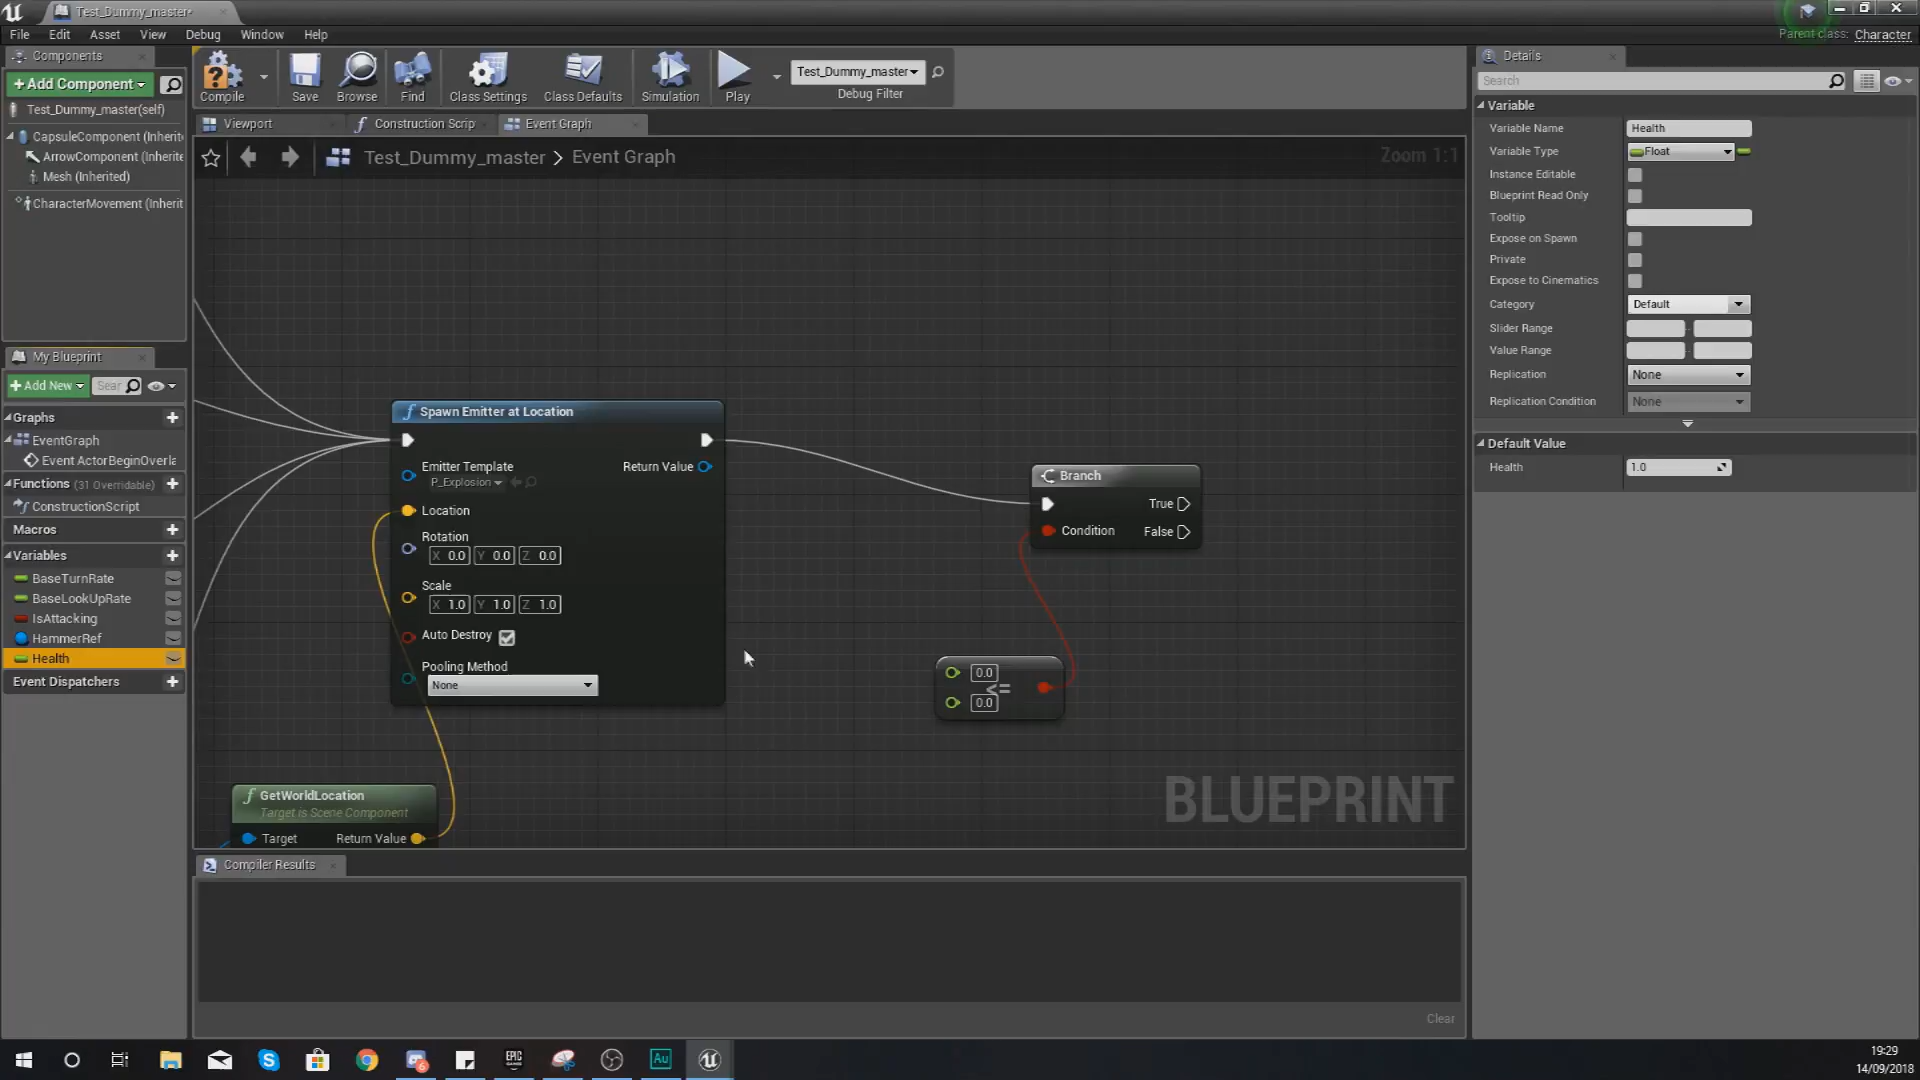 Test_Dummy_master*
File Edit Asset View Debug Window Help
Parent class: Character
Components
+Add Component
Test_Dummy_master(self)
CapsuleComponent (Inherite
ArrowComponent (Inherite
Mesh (Inherited)
CharacterMovement (Inherit
Compile
Save
Browse
Find
Class Settings
Class Defaults
Simulation
Play
Test_Dummy_master
Debug Filter
Viewport
Construction Scrip
Event Graph
Test_Dummy_master > Event Graph
Zoom 1:1
My Blueprint
+Add New
Sear
Graphs
EventGraph
Event ActorBeginOverla
Functions (31 Overridable)
ConstructionScript
Macros
Variables
BaseTurnRate
BaseLookUpRate
IsAttacking
HammerRef
Health
Event Dispatchers
Spawn Emitter at Location
Emitter Template
P_Explosion
Return Value
Location
Rotation
X 0.0 Y 0.0 Z 0.0
Scale
X 1.0 Y 1.0 Z 1.0
Auto Destroy
Pooling Method
None
Branch
True
Condition
False
0.0
<=
0.0
GetWorldLocation
Target is Scene Component
Target
Return Value
BLUEPRINT
Compiler Results
Clear
Details
Search
Variable
Variable Name Health
Variable Type Float
Instance Editable
Blueprint Read Only
Tooltip
Expose on Spawn
Private
Expose to Cinematics
Category Default
Slider Range
Value Range
Replication None
Replication Condition None
Default Value
Health 1.0
EPIC GAMES
Au
6
19:29
14/09/2018